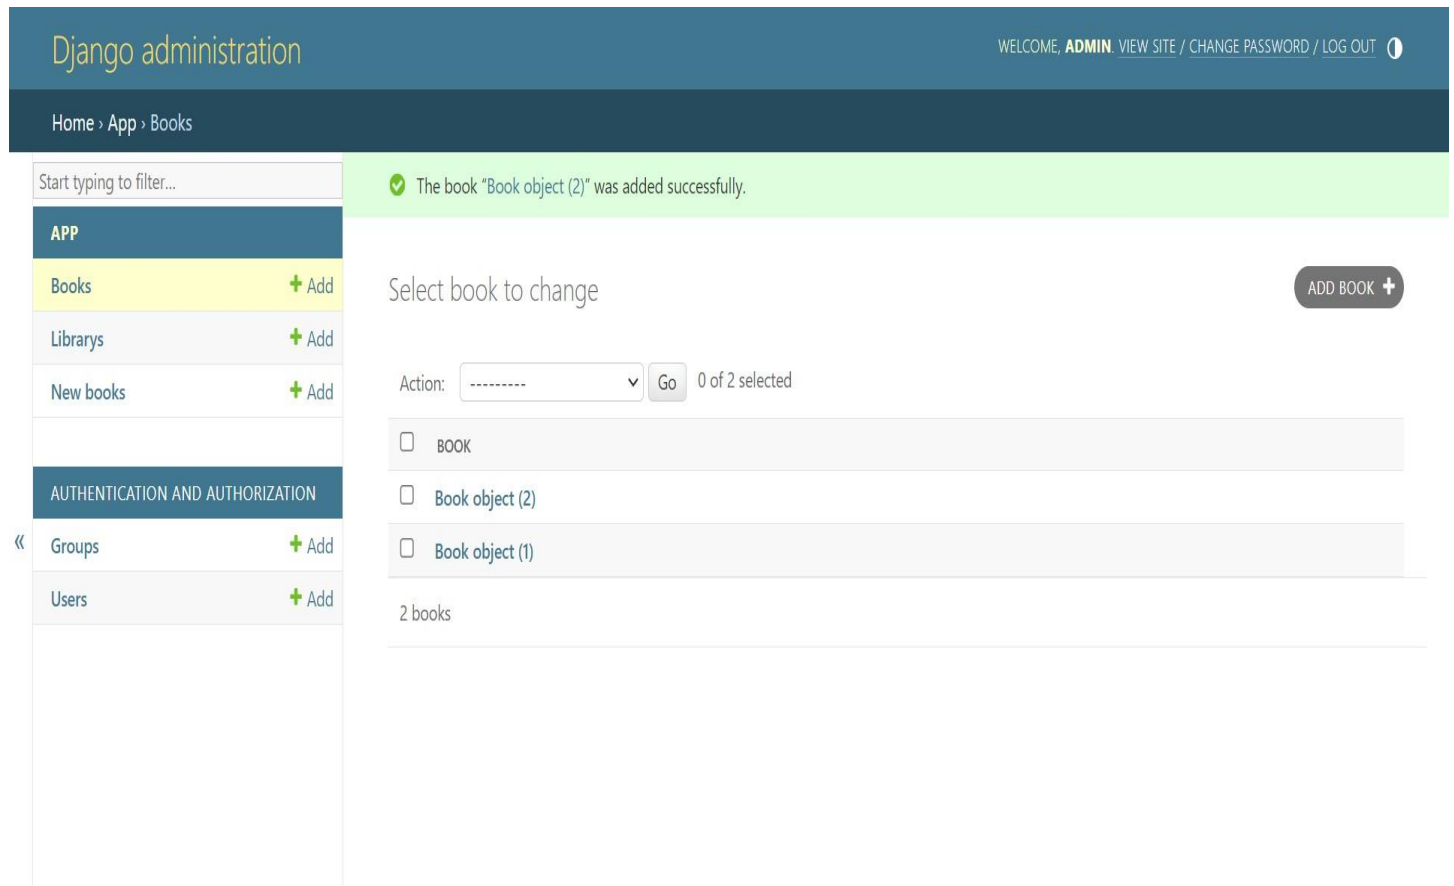 Django administration
WELCOME, ADMIN. VIEW SITE / CHANGE PASSWORD / LOG OUT
Home › App › Books
Start typing to filter...
APP
Books + Add
Librarys + Add
New books + Add
AUTHENTICATION AND AUTHORIZATION
«
Groups + Add
Users + Add
The book “Book object (2)” was added successfully.
Select book to change
ADD BOOK +
Action: --------- Go 0 of 2 selected
BOOK
Book object (2)
Book object (1)
2 books